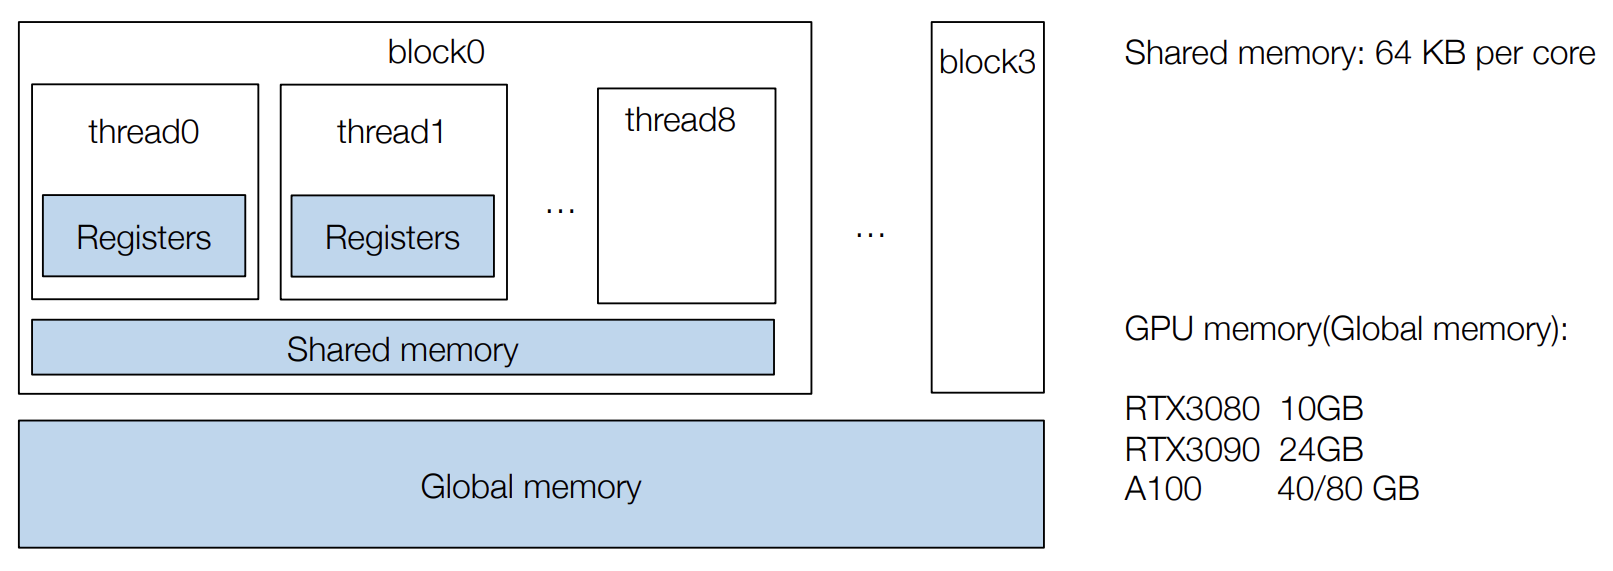 block0
thread0
Registers
thread1
Registers
...
thread8
Shared memory
...
block3
Global memory
Shared memory: 64 KB per core
GPU memory(Global memory):
RTX3080 10GB
RTX3090 24GB
A100 40/80 GB